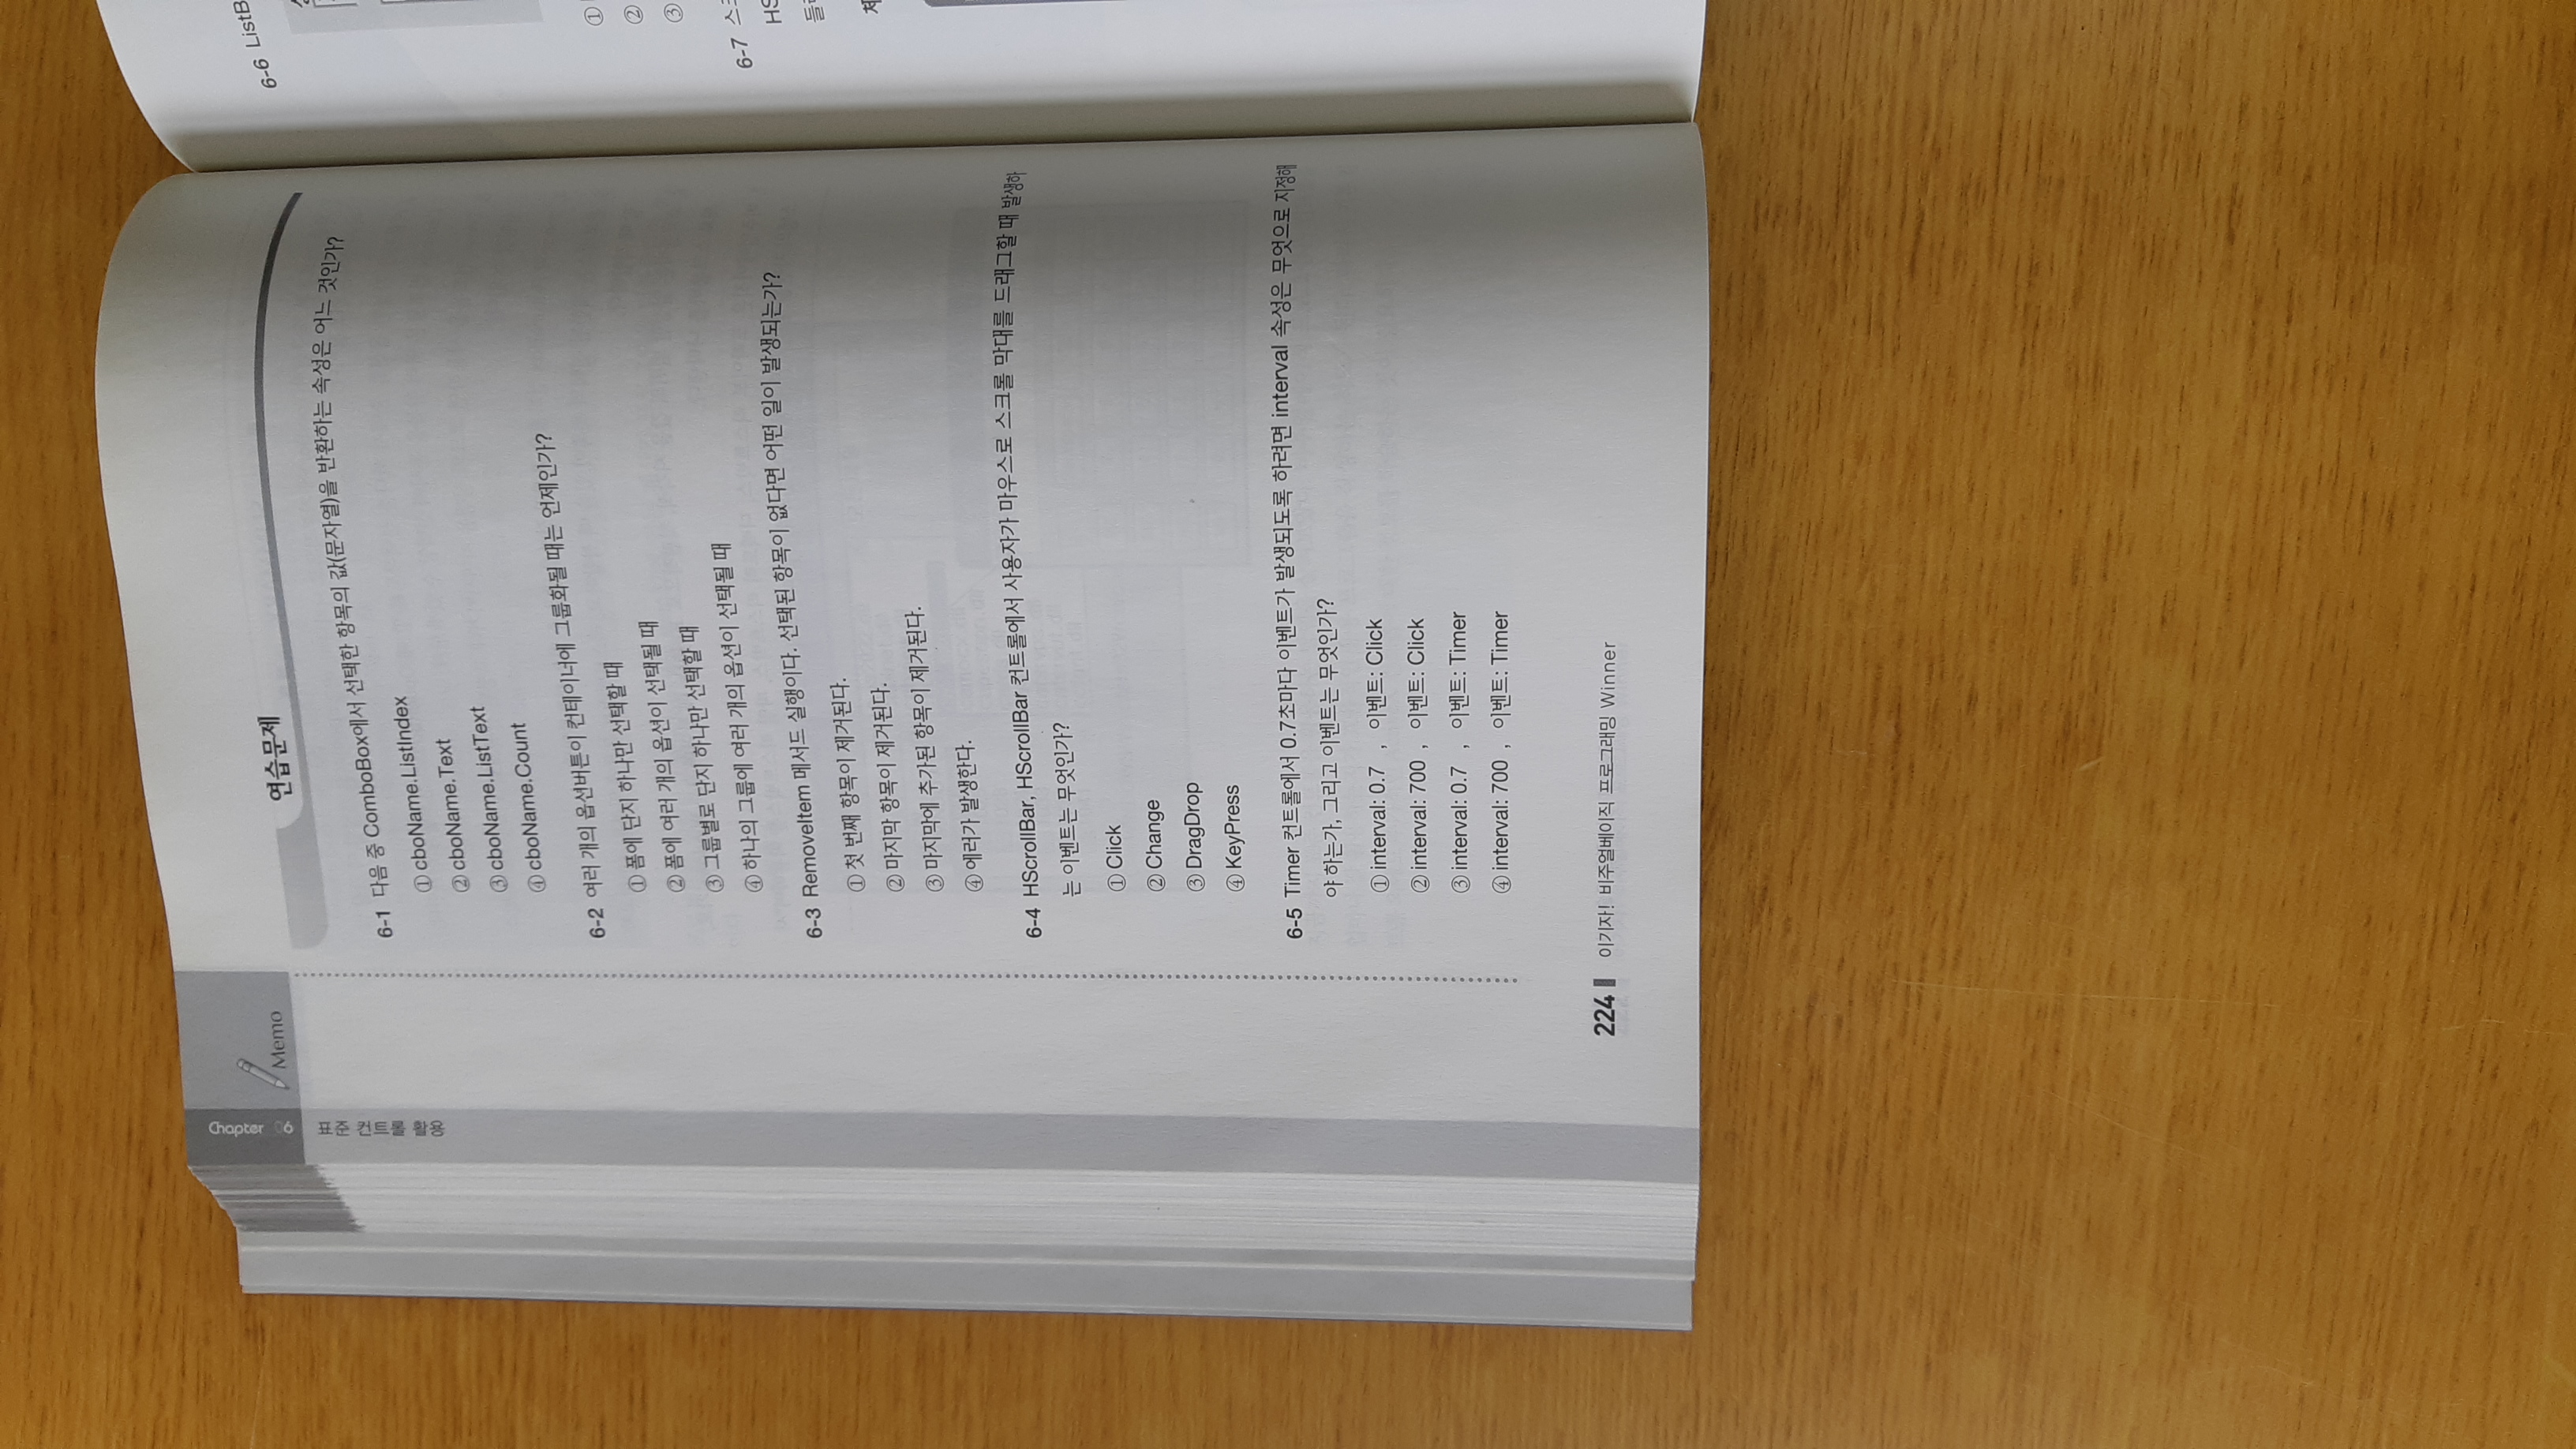 Chapter 06 표준 컨트롤 활용
Memo
연습문제
6-1 다음 중 ComboBox에서 선택한 항목의 값(문자열)을 반환하는 속성은 어느 것인가?
① cboName.ListIndex
② cboName.Text
③ cboName.ListText
④ cboName.Count
6-2 여러 개의 옵션버튼이 컨테이너에 그룹화될 때는 언제인가?
① 폼에 단지 하나만 선택할 때
② 폼에 여러 개의 옵션이 선택될 때
③ 그룹별로 단지 하나만 선택할 때
④ 하나의 그룹에 여러 개의 옵션이 선택될 때
6-3 RemoveItem 메서드 실행이다. 선택된 항목이 없다면 어떤 일이 발생되는가?
① 첫 번째 항목이 제거된다.
② 마지막 항목이 제거된다.
③ 마지막에 추가된 항목이 제거된다.
④ 에러가 발생한다.
6-4 HScrollBar, HScrollBar 컨트롤에서 사용자가 마우스로 스크롤 막대를 드래그할 때 발생하
는 이벤트는 무엇인가?
① Click
② Change
③ DragDrop
④ KeyPress
6-5 Timer 컨트롤에서 0.7초마다 이벤트가 발생되도록 하려면 interval 속성은 무엇으로 지정해
야 하는가, 그리고 이벤트는 무엇인가?
① interval: 0.7 , 이벤트: Click
② interval: 700 , 이벤트: Click
③ interval: 0.7 , 이벤트: Timer
④ interval: 700 , 이벤트: Timer
224 이기자! 비주얼베이직 프로그래밍 Winner
6-6 ListB
①
②
③
6-7 스크
HS